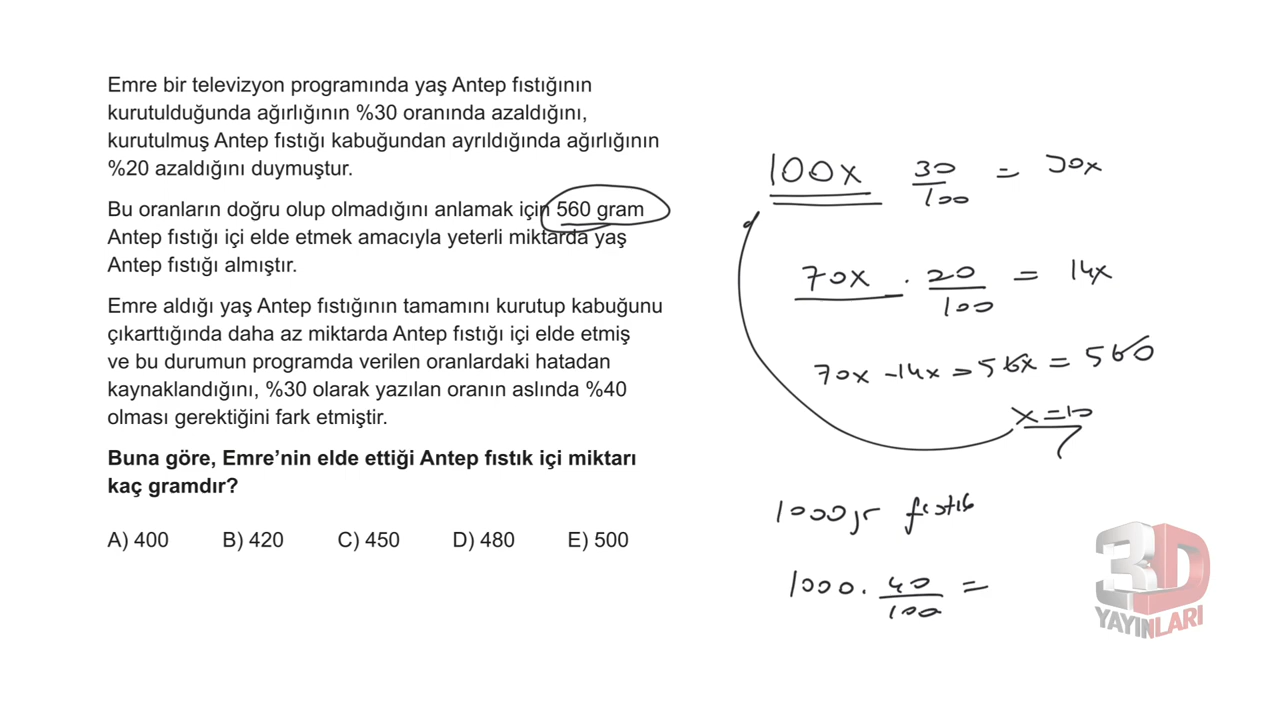 Emre bir televizyon programında yaş Antep fıstığının
kurutulduğunda ağırlığının %30 oranında azaldığını,
kurutulmuş Antep fıstığı kabuğundan ayrıldığında ağırlığının
%20 azaldığını duymuştur.
Bu oranların doğru olup olmadığını anlamak için 560 gram
Antep fıstığı içi elde etmek amacıyla yeterli miktarda yaş
Antep fıstığı almıştır.
Emre aldığı yaş Antep fıstığının tamamını kurutup kabuğunu
çıkarttığında daha az miktarda Antep fıstığı içi elde etmiş
ve bu durumun programda verilen oranlardaki hatadan
kaynaklandığını, %30 olarak yazılan oranın aslında %40
olması gerektiğini fark etmiştir.
Buna göre, Emre’nin elde ettiği Antep fıstık içi miktarı
kaç gramdır?
A) 400 B) 420 C) 450 D) 480 E) 500
100x 30/100 = 30x
70x . 20/100 = 14x
70x - 14x = 56x = 560
x = 10
1000 gr fıstık
1000 . 40/100 =
3D
YAYINLARI